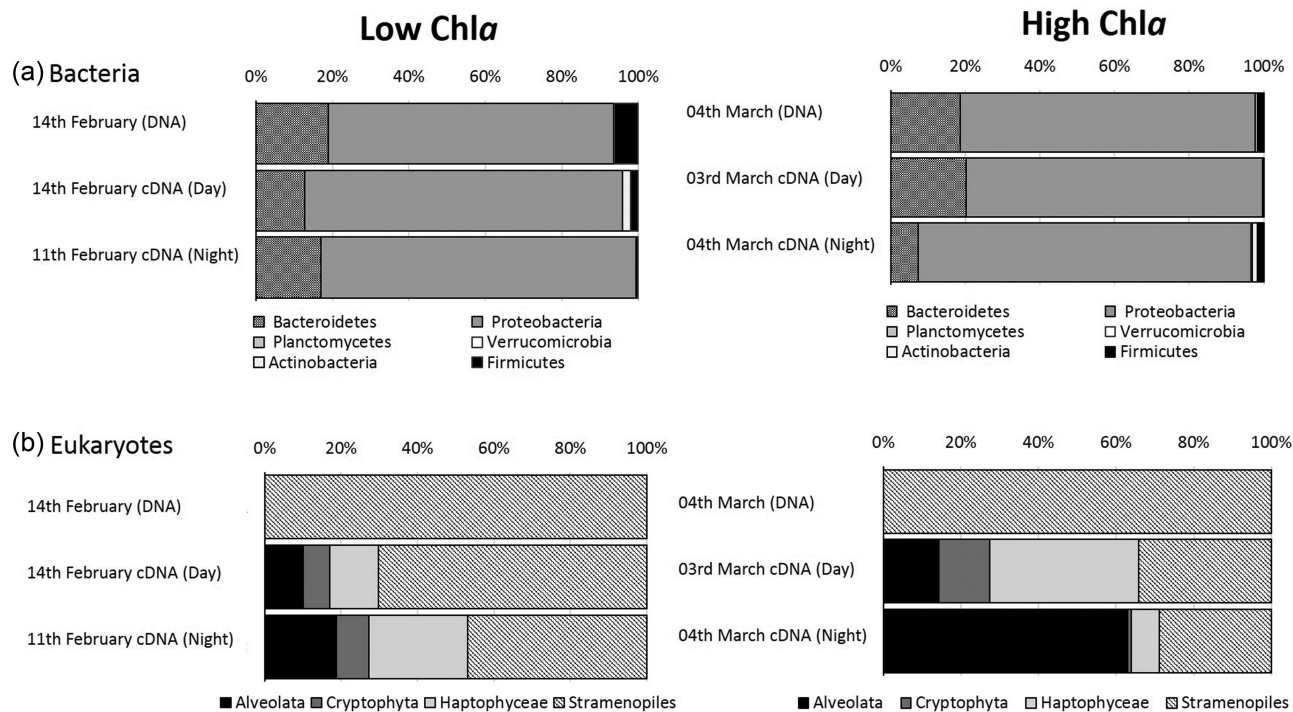 Low Chla
High Chla
(a) Bacteria
0% 20% 40% 60% 80% 100%
14th February (DNA)
14th February cDNA (Day)
11th February cDNA (Night)
Bacteroidetes Proteobacteria
Planctomycetes Verrucomicrobia
Actinobacteria Firmicutes
0% 20% 40% 60% 80% 100%
04th March (DNA)
03rd March cDNA (Day)
04th March cDNA (Night)
Bacteroidetes Proteobacteria
Planctomycetes Verrucomicrobia
Actinobacteria Firmicutes
(b) Eukaryotes
0% 20% 40% 60% 80% 100%
14th February (DNA)
14th February cDNA (Day)
11th February cDNA (Night)
Alveolata Cryptophyta Haptophyceae Stramenopiles
0% 20% 40% 60% 80% 100%
04th March (DNA)
03rd March cDNA (Day)
04th March cDNA (Night)
Alveolata Cryptophyta Haptophyceae Stramenopiles